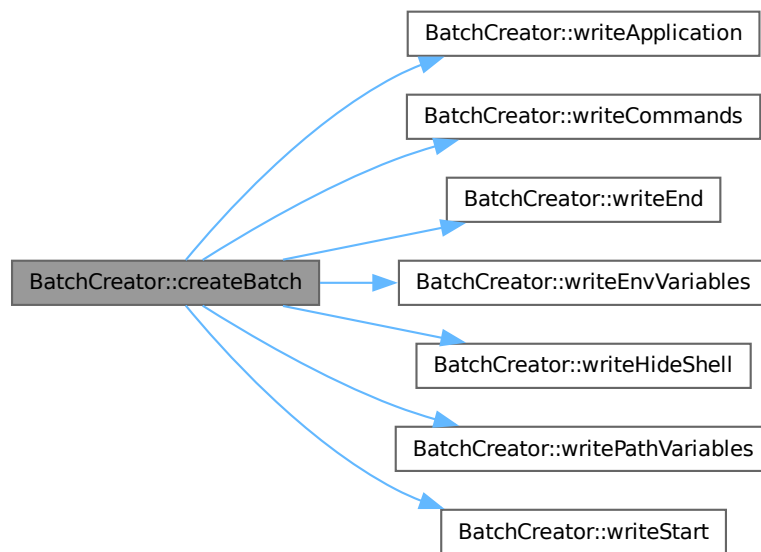 BatchCreator::writeApplication
BatchCreator::writeCommands
BatchCreator::writeEnd
BatchCreator::createBatch
BatchCreator::writeEnvVariables
BatchCreator::writeHideShell
BatchCreator::writePathVariables
BatchCreator::writeStart